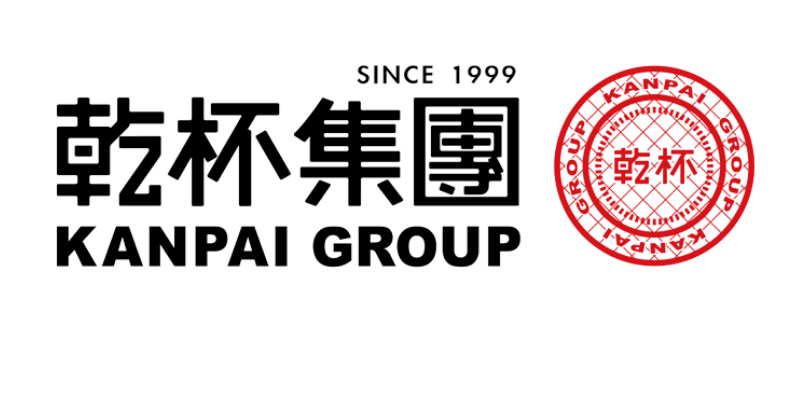 SINCE 1999
乾杯集團
KANPAI GROUP
KANPAI GROUP KANPAI GROUP
乾杯